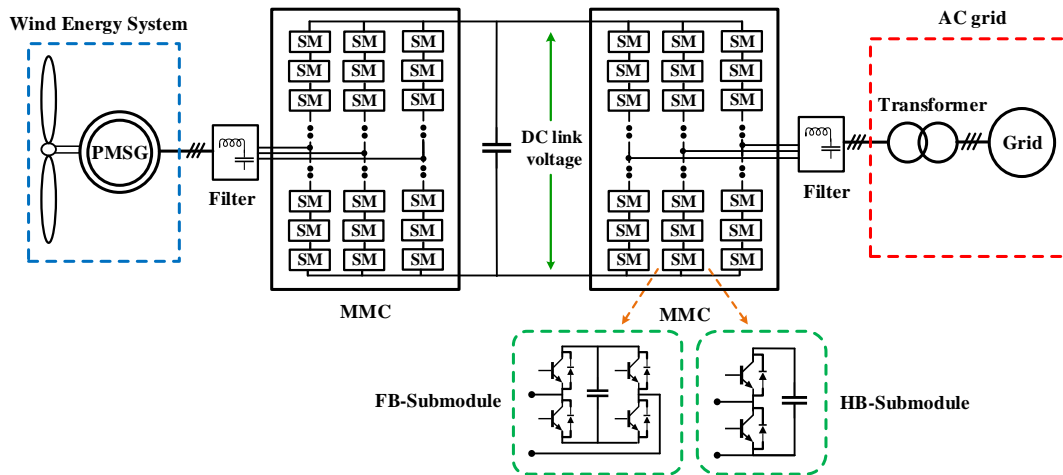 Wind Energy System
AC grid
SM SM SM SM SM SM
SM SM SM SM SM SM
SM SM SM SM SM SM
Transformer
PMSG
DC link
voltage
Grid
Filter
Filter
SM SM SM SM SM SM
SM SM SM SM SM SM
SM SM SM SM SM SM
MMC
MMC
FB-Submodule
HB-Submodule